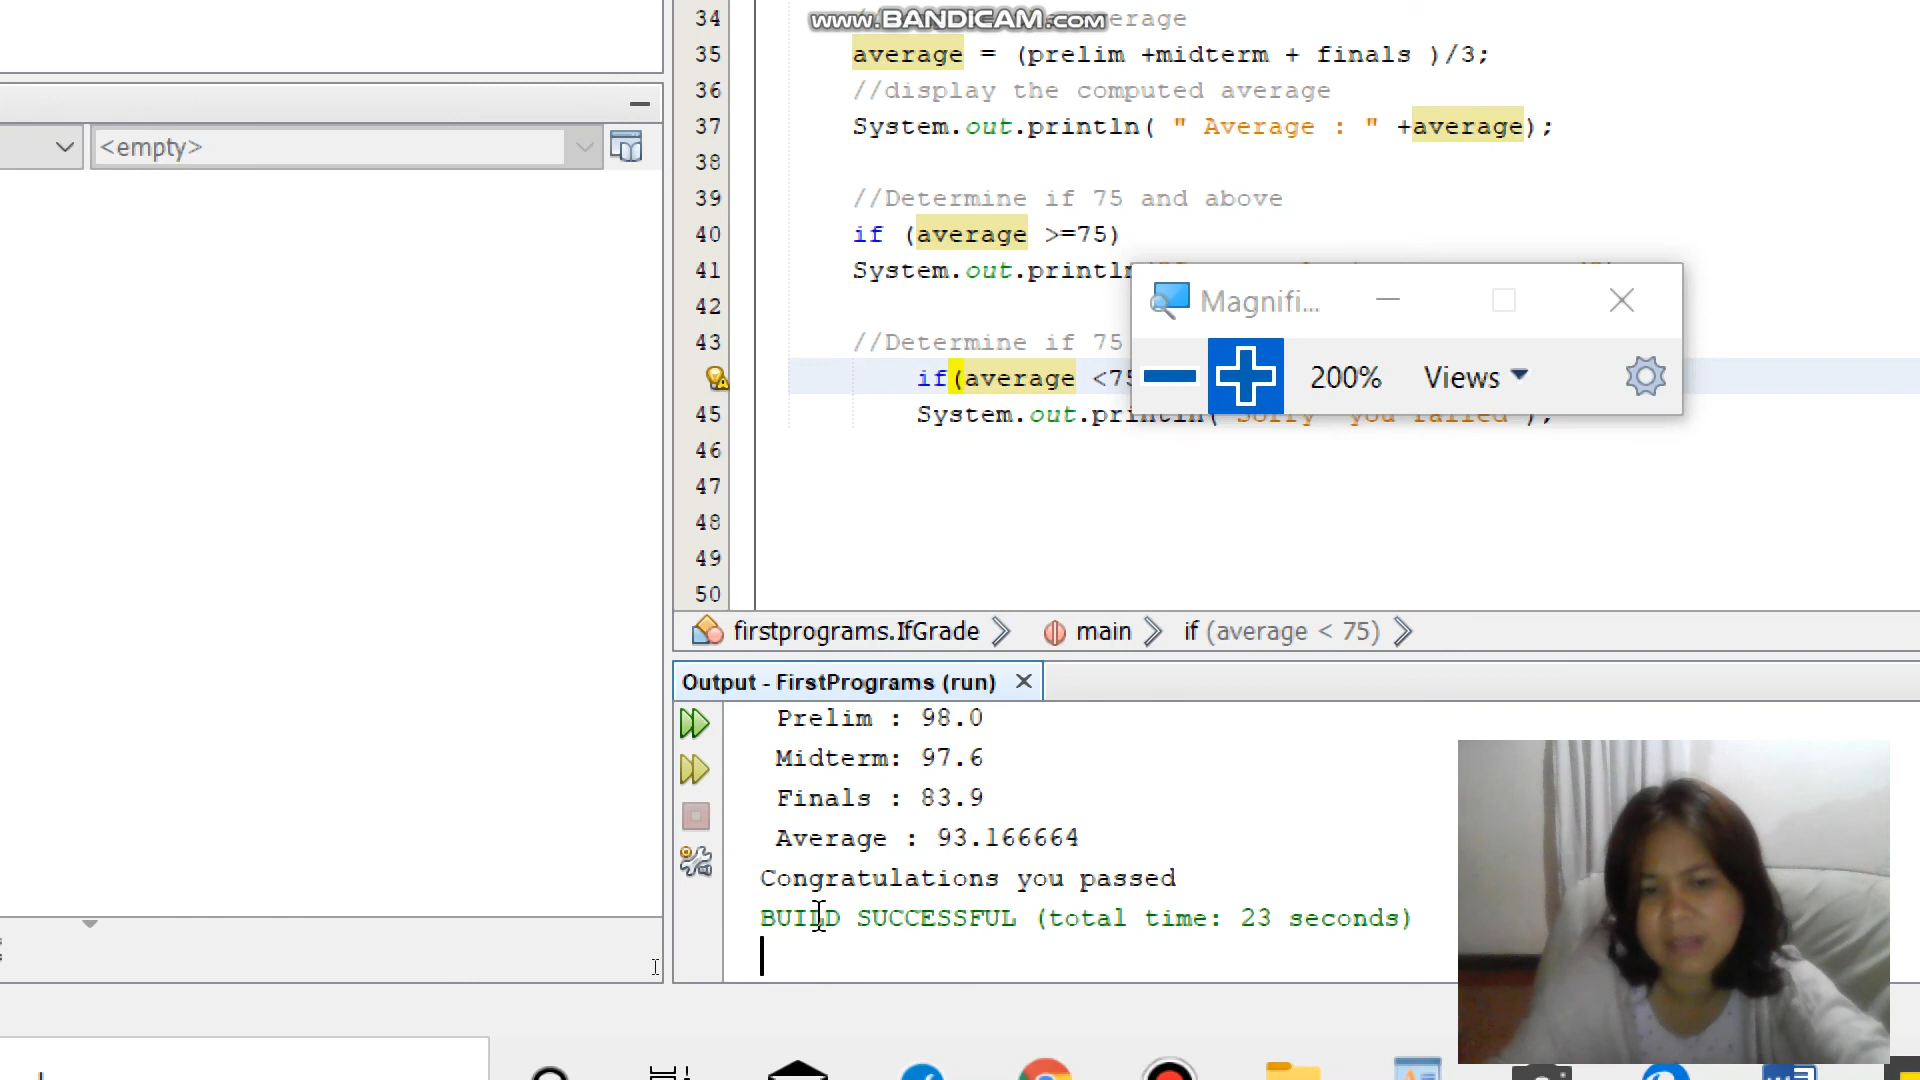 www.BANDICAM.com
34 average
35 average = (prelim +midterm + finals )/3;
36 //display the computed average
37 System.out.println( " Average : " +average);
38
39 //Determine if 75 and above
40 if (average >=75)
41 System.out.println
42
43 //Determine if 75
if(average <75
45 System.out.println("Sorry you failed");
46
47
48
49
50
<empty>
Magnifi...
200% Views
firstprograms.IfGrade main if (average < 75)
Output - FirstPrograms (run)
Prelim : 98.0
Midterm: 97.6
Finals : 83.9
Average : 93.166664
Congratulations you passed
BUILD SUCCESSFUL (total time: 23 seconds)